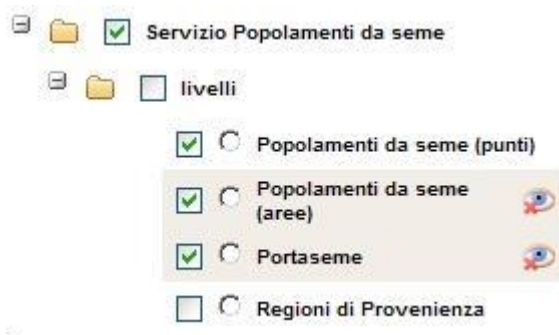 Servizio Popolamenti da seme
livelli
Popolamenti da seme (punti)
Popolamenti da seme
(aree)
Portaseme
Regioni di Provenienza